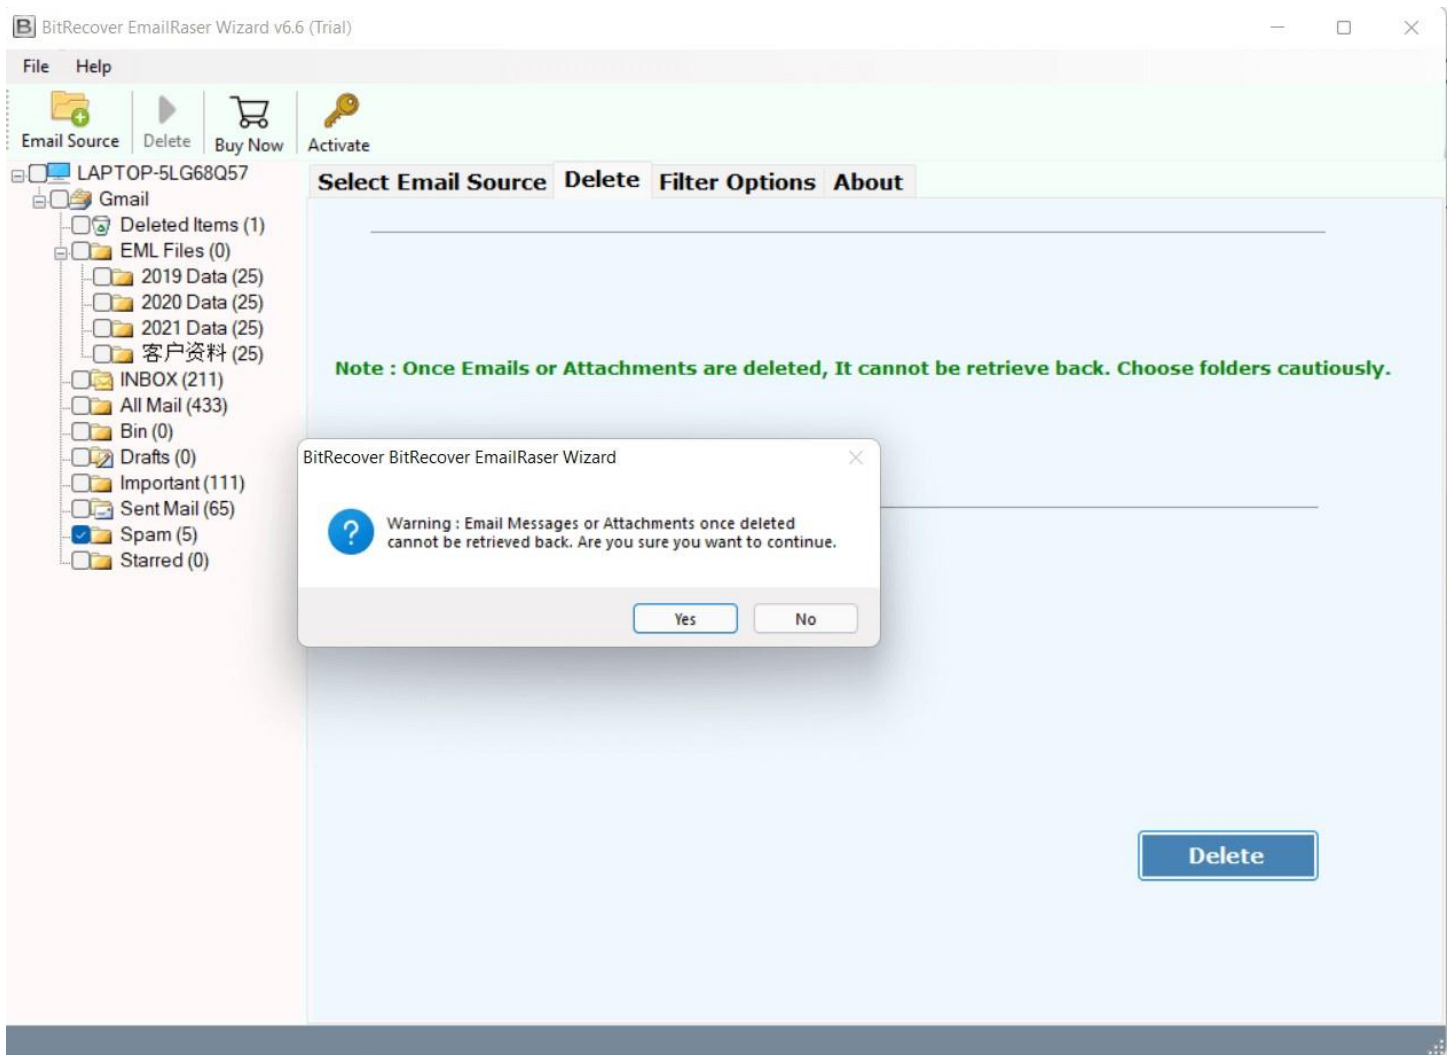 BitRecover EmailRaser Wizard v6.6 (Trial)
File Help
Email Source Delete Buy Now Activate
LAPTOP-5LG68Q57
Gmail
Deleted Items (1)
EML Files (0)
2019 Data (25)
2020 Data (25)
2021 Data (25)
客户资料 (25)
INBOX (211)
All Mail (433)
Bin (0)
Drafts (0)
Important (111)
Sent Mail (65)
Spam (5)
Starred (0)
Select Email Source Delete Filter Options About
Note : Once Emails or Attachments are deleted, It cannot be retrieve back. Choose folders cautiously.
BitRecover BitRecover EmailRaser Wizard
Warning : Email Messages or Attachments once deleted
cannot be retrieved back. Are you sure you want to continue.
Yes No
Delete